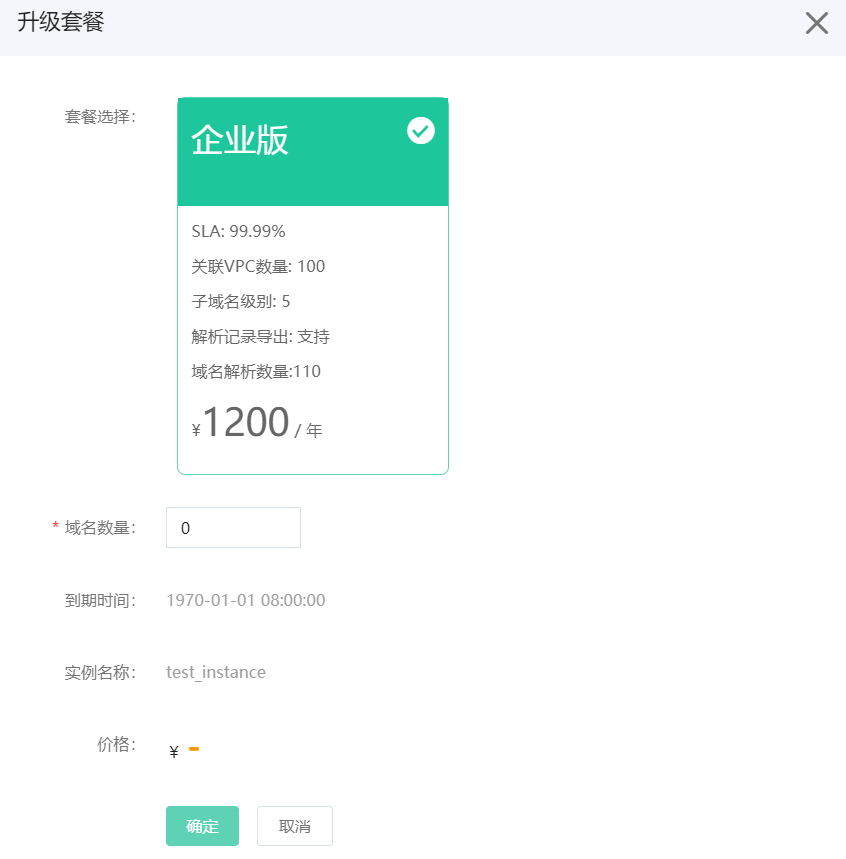 升级套餐
套餐选择：
企业版
SLA: 99.99%
关联VPC数量: 100
子域名级别: 5
解析记录导出: 支持
域名解析数量:110
¥1200 / 年
* 域名数量： 0
到期时间： 1970-01-01 08:00:00
实例名称： test_instance
价格： ¥ -
确定 取消